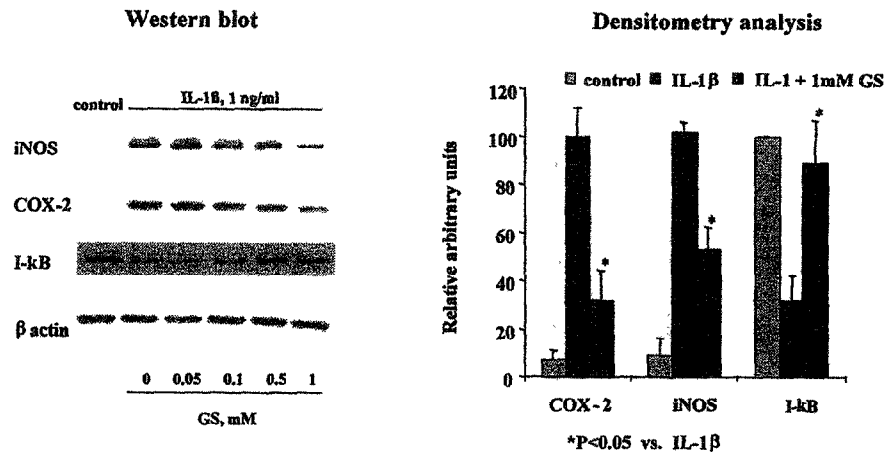 Western blot
control IL-1ß, 1 ng/ml
iNOS
COX-2
I-kB
β actin
0 0,05 0.1 0.5 1
GS, mM
Densitometry analysis
control IL-1β IL-1 + 1mM GS
Relative arbitrary units
120
100
80
60
40
20
0
*
*
*
COX-2 iNOS I-kB
*P<0.05 vs. IL-1β